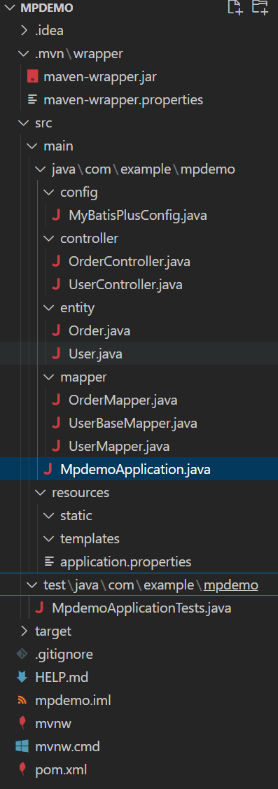 MPDEMO
.idea
.mvn\wrapper
maven-wrapper.jar
maven-wrapper.properties
src
main
java\com\example\mpdemo
config
MyBatisPlusConfig.java
controller
OrderController.java
UserController.java
entity
Order.java
User.java
mapper
OrderMapper.java
UserBaseMapper.java
UserMapper.java
MpdemoApplication.java
resources
static
templates
application.properties
test\java\com\example\mpdemo
MpdemoApplicationTests.java
target
.gitignore
HELP.md
mpdemo.iml
mvnw
mvnw.cmd
pom.xml